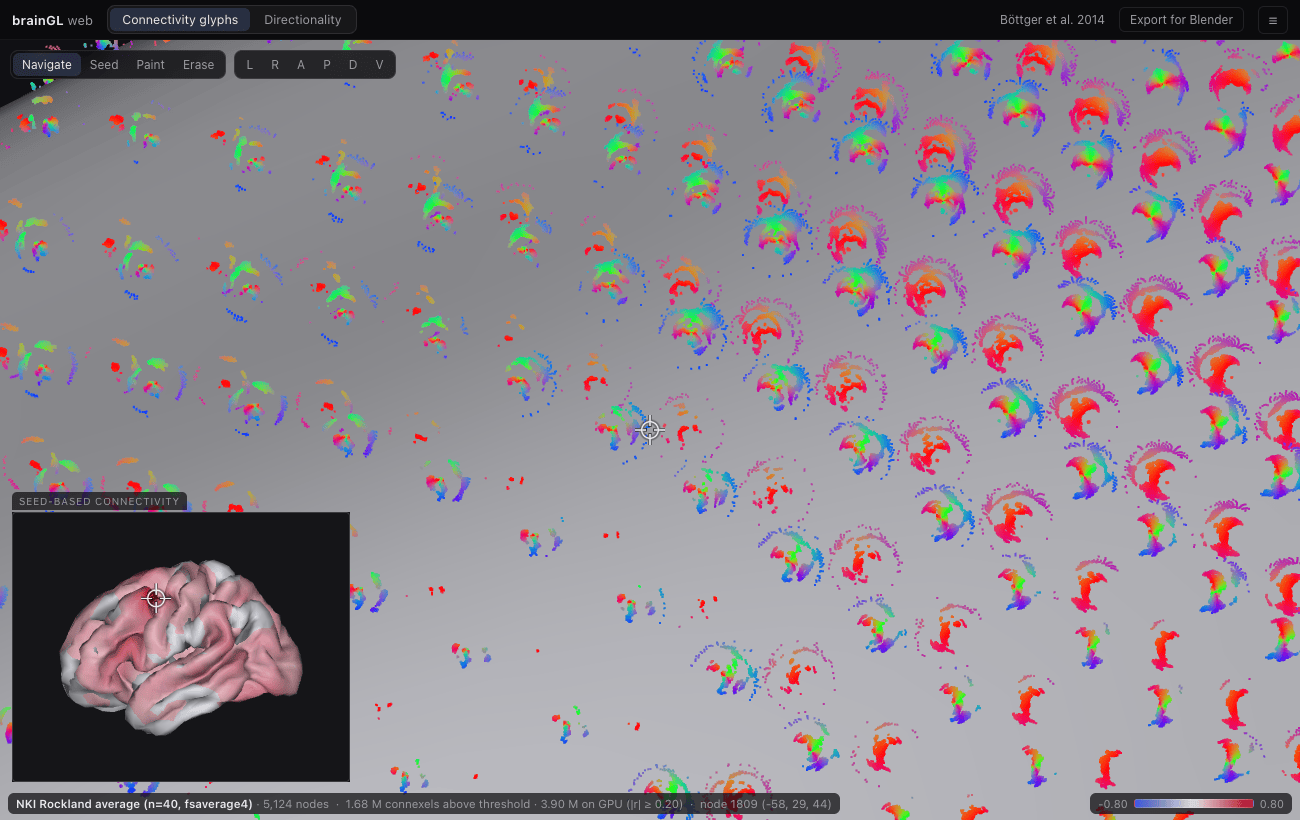 brainGL web Connectivity glyphs Directionality Böttger et al. 2014 Export for Blender ≡
Navigate Seed Paint Erase L R A P D V
SEED-BASED CONNECTIVITY
NKI Rockland average (n=40, fsaverage4) · 5,124 nodes · 1.68 M connexels above threshold · 3.90 M on GPU (|r| ≥ 0.20) · node 1809 (-58, 29, 44) -0.80 0.80